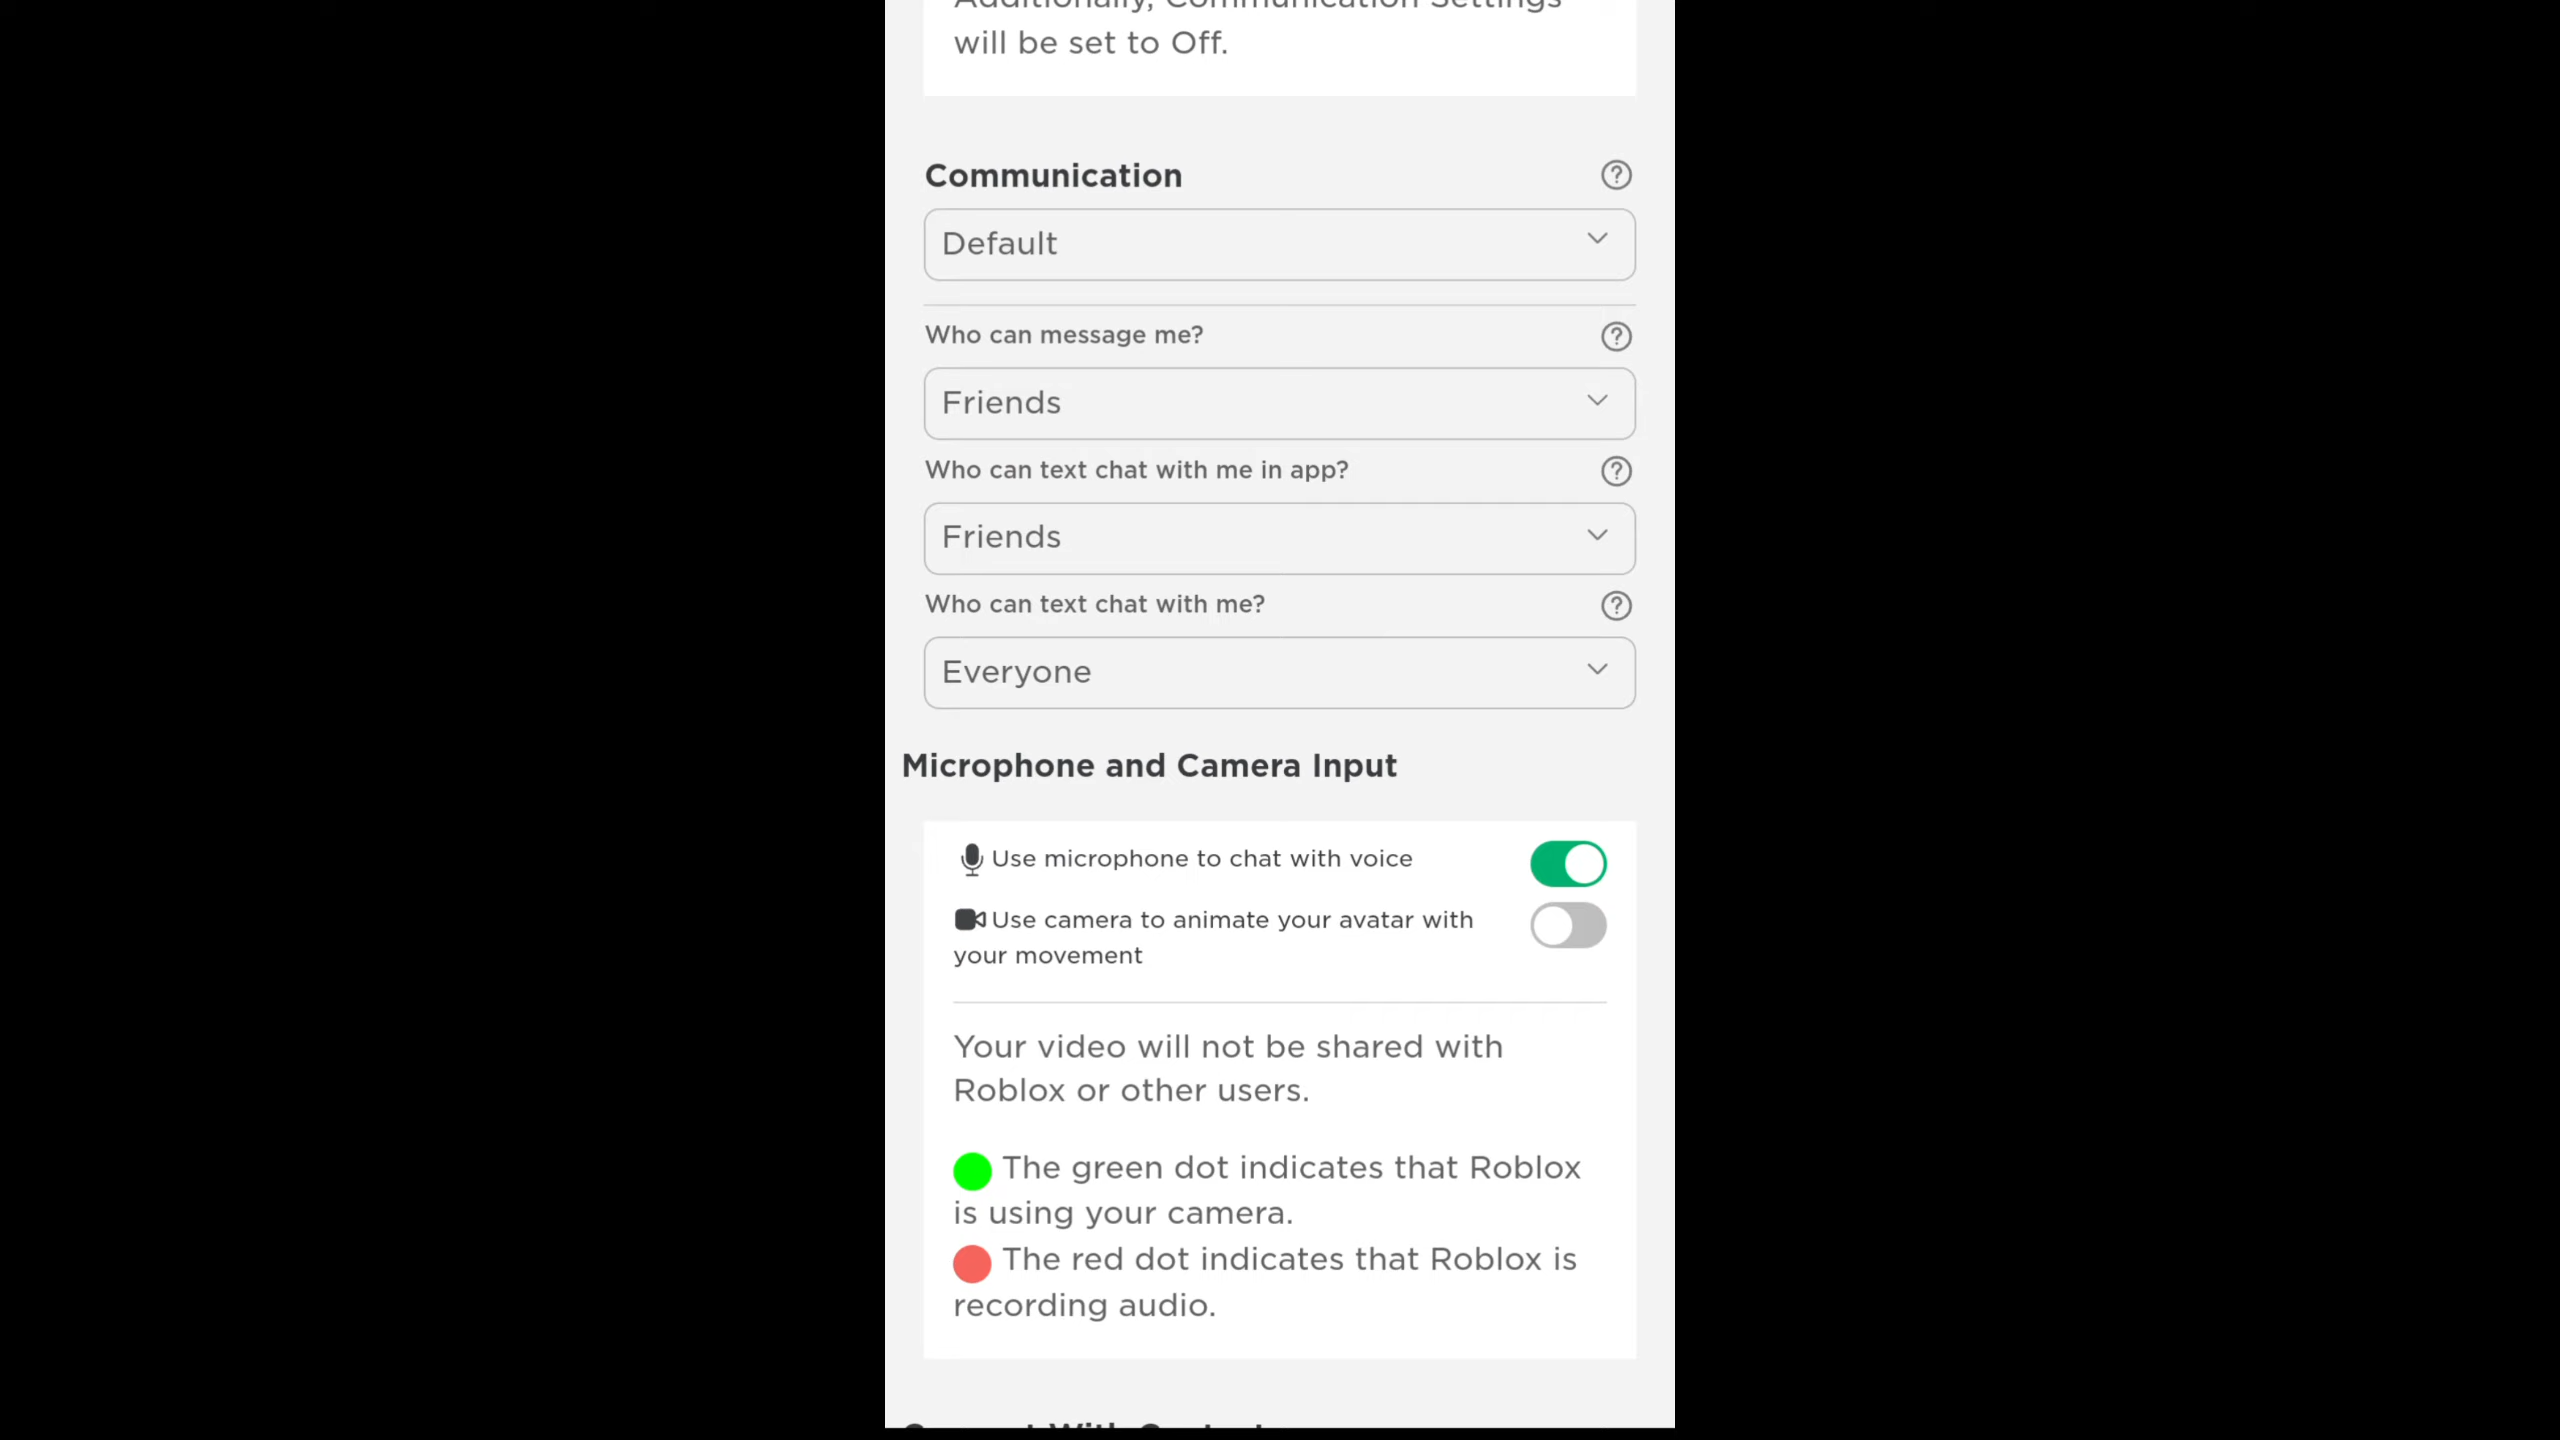 Additionally, Communication Settings
will be set to Off.
Communication
Default
Who can message me?
Friends
Who can text chat with me in app?
Friends
Who can text chat with me?
Everyone
Microphone and Camera Input
Use microphone to chat with voice
Use camera to animate your avatar with
your movement
Your video will not be shared with
Roblox or other users.
The green dot indicates that Roblox
is using your camera.
The red dot indicates that Roblox is
recording audio.